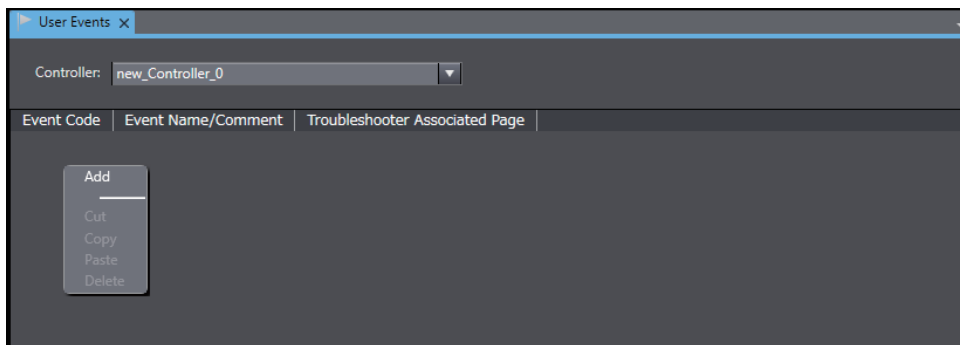 User Events
Controller: new_Controller_0
Event Code Event Name/Comment Troubleshooter Associated Page
Add
Cut
Copy
Paste
Delete